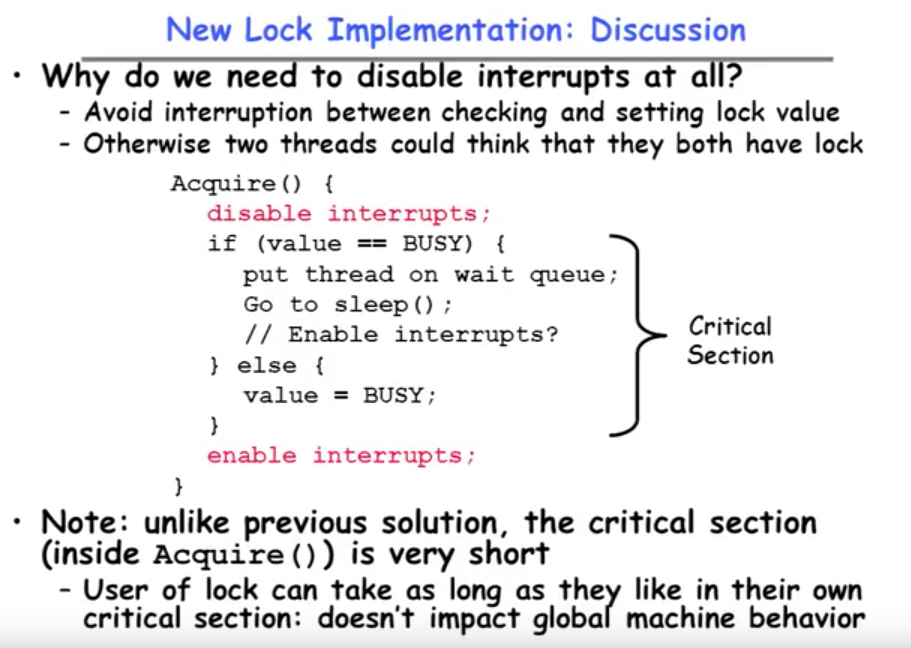 New Lock Implementation: Discussion
• Why do we need to disable interrupts at all?
- Avoid interruption between checking and setting lock value
- Otherwise two threads could think that they both have lock
Acquire() {
disable interrupts;
if (value == BUSY) {
put thread on wait queue;
Go to sleep();
// Enable interrupts?
} else {
value = BUSY;
}
enable interrupts;
}
Critical
Section
• Note: unlike previous solution, the critical section
(inside Acquire()) is very short
- User of lock can take as long as they like in their own
critical section: doesn't impact global machine behavior